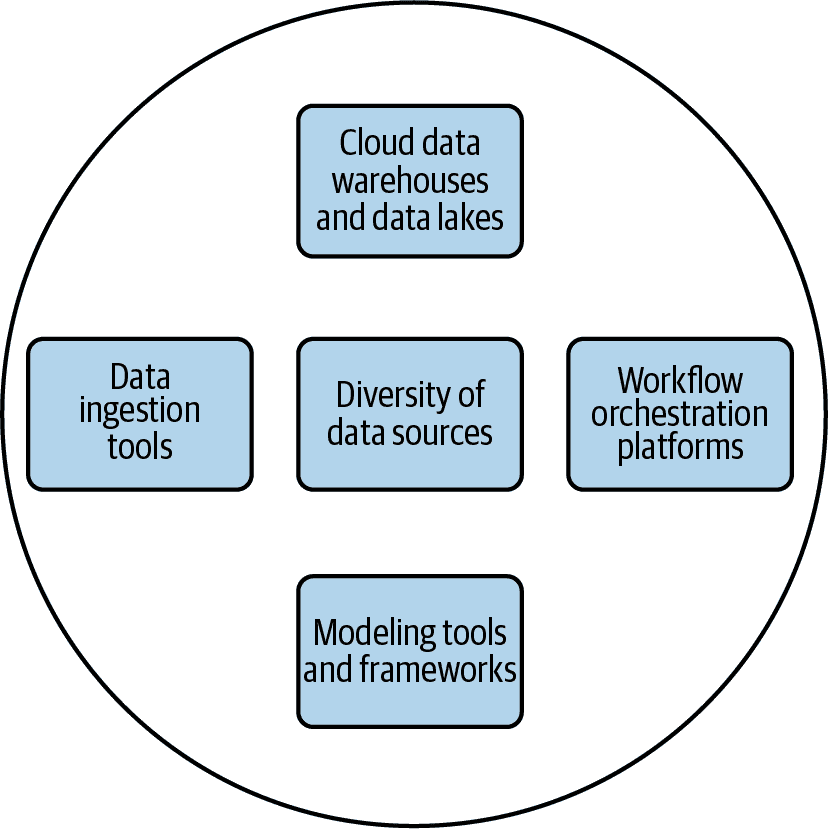 Cloud data
warehouses
and data lakes
Data
ingestion
tools
Diversity of
data sources
Workflow
orchestration
platforms
Modeling tools
and frameworks